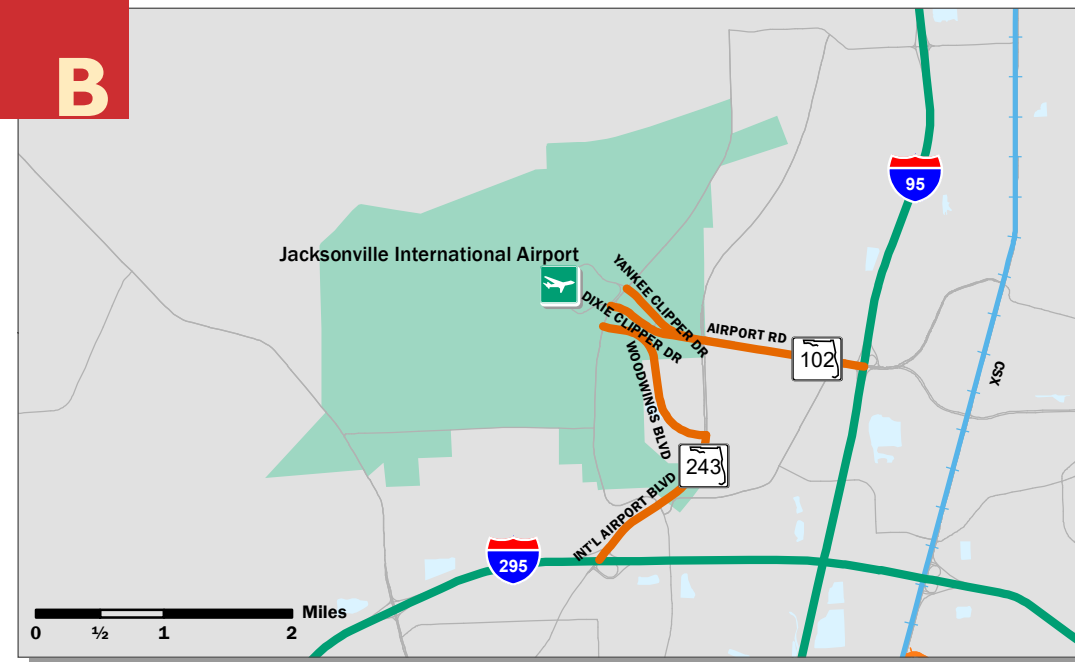 B
95
Jacksonville International Airport
YANKEE CLIPPER DR
DIXIE CLIPPER DR
AIRPORT RD
102
WOODWINGS BLVD
CSX
243
INT'L AIRPORT BLVD
295
Miles
0 ½ 1 2